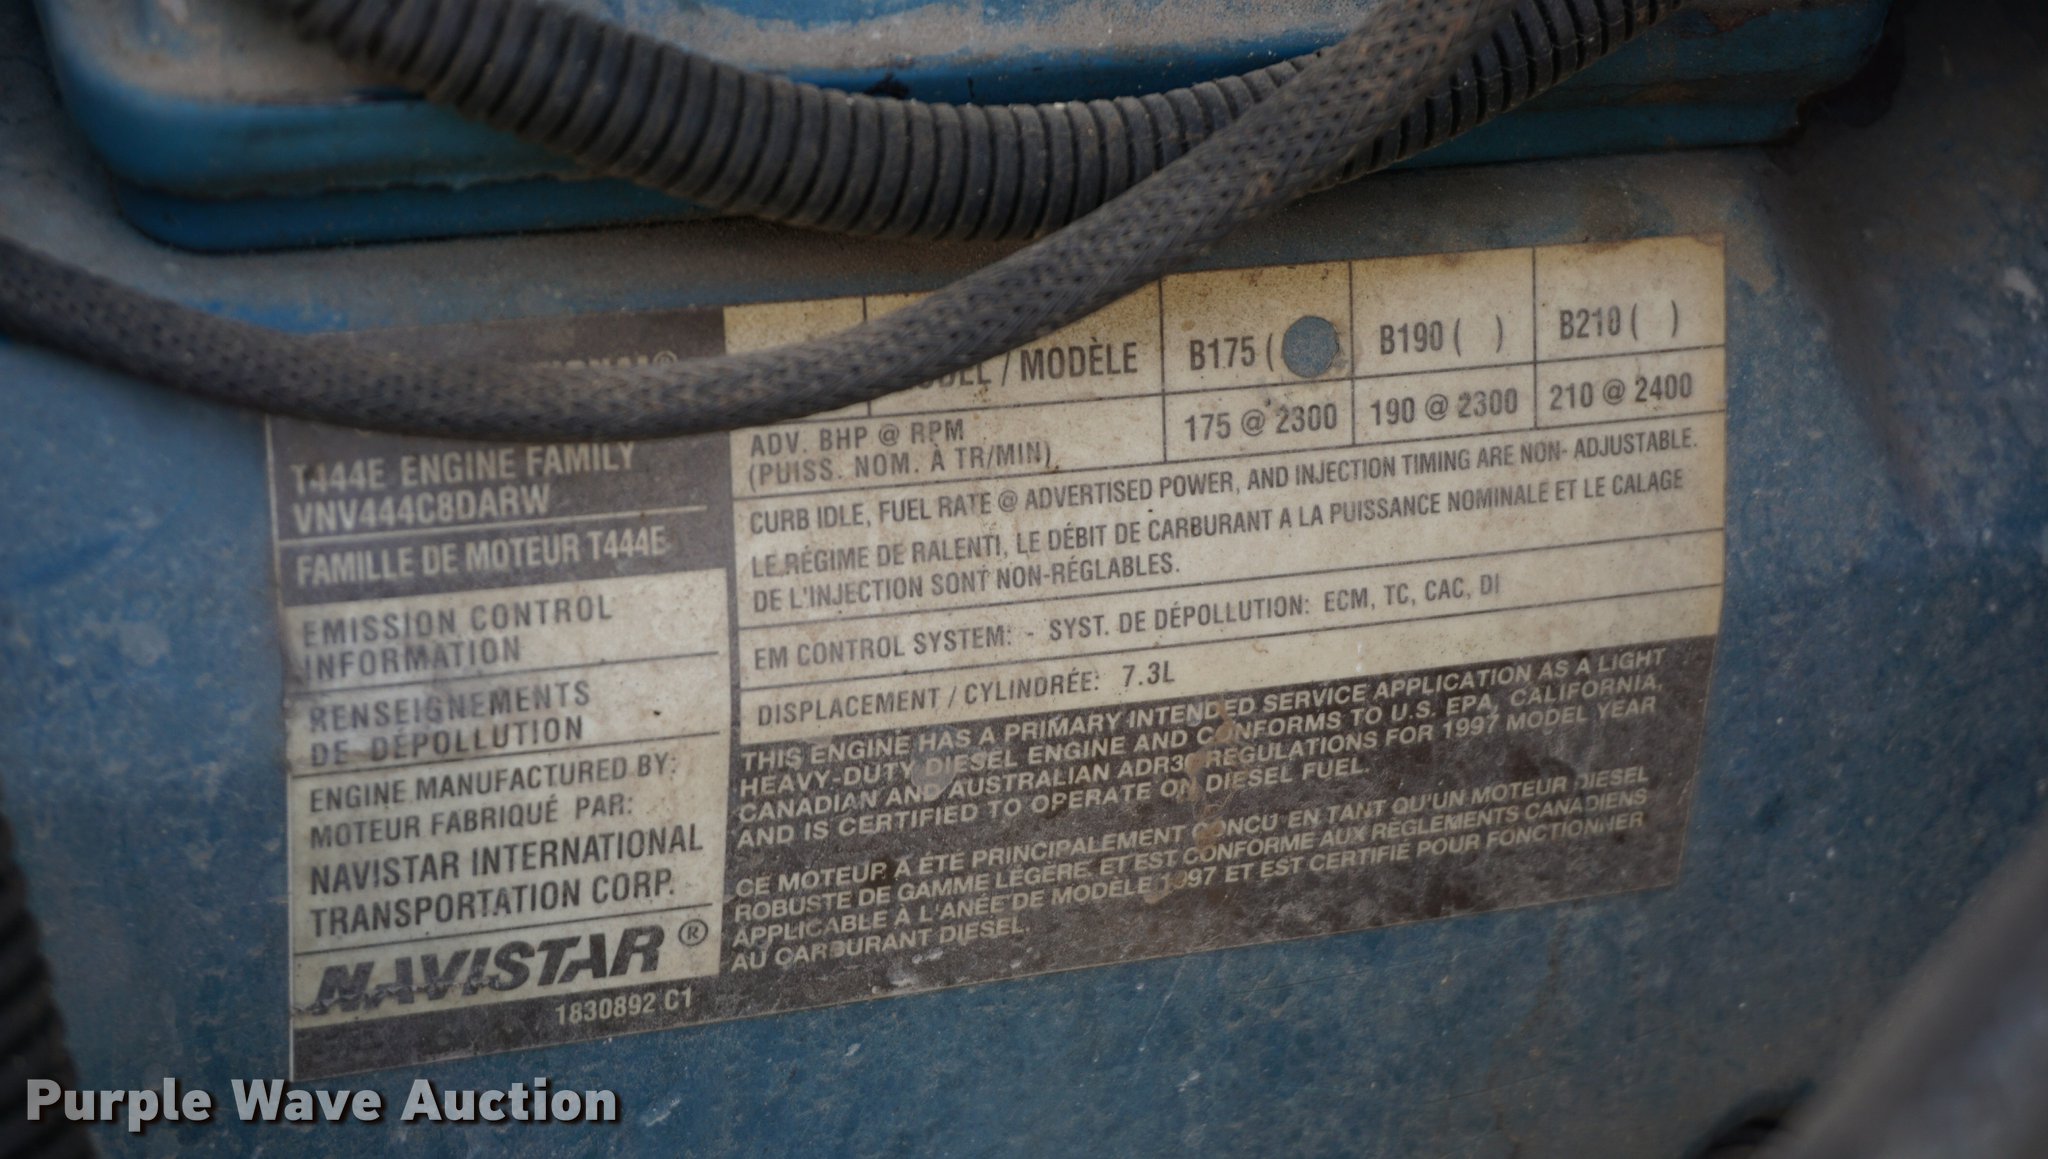 T444E ENGINE FAMILY
VNV444C8DARW
FAMILLE DE MOTEUR T444E
EMISSION CONTROL
INFORMATION
RENSEIGNEMENTS
DE DÉPOLLUTION
ENGINE MANUFACTURED BY:
MOTEUR FABRIQUÉ PAR:
NAVISTAR INTERNATIONAL
TRANSPORTATION CORP.
NAVISTAR ®
1830892 C1
/ MODÈLE B175 ( B190 ( ) B210 ( )
ADV. BHP @ RPM
(PUISS. NOM. À TR/MIN)
175 @ 2300 190 @ 2300 210 @ 2400
CURB IDLE, FUEL RATE @ ADVERTISED POWER, AND INJECTION TIMING ARE NON- ADJUSTABLE.
LE RÉGIME DE RALENTI, LE DÉBIT DE CARBURANT A LA PUISSANCE NOMINALE ET LE CALAGE
DE L'INJECTION SONT NON-RÉGLABLES.
EM CONTROL SYSTEM: - SYST. DE DÉPOLLUTION: ECM, TC, CAC, DI
DISPLACEMENT / CYLINDRÉE: 7.3L
THIS ENGINE HAS A PRIMARY INTENDED SERVICE APPLICATION AS A LIGHT
HEAVY-DUTY DIESEL ENGINE AND CONFORMS TO U.S. EPA, CALIFORNIA,
CANADIAN AND AUSTRALIAN REGULATIONS FOR 1997 MODEL YEAR
AND IS CERTIFIED TO OPERATE ON DIESEL FUEL.
CE MOTEUR A ÉTÉ PRINCIPALEMENT CONCU EN TANT QU'UN MOTEUR DIESEL
ROBUSTE DE GAMME LÉGÈRE, ET EST CONFORME AUX RÈGLEMENTS CANADIENS
APPLICABLE À L'ANÉE DE MODÈLE 1997 ET EST CERTIFIÉ POUR FONCTIONNER
AU CARBURANT DIESEL.
Purple Wave Auction